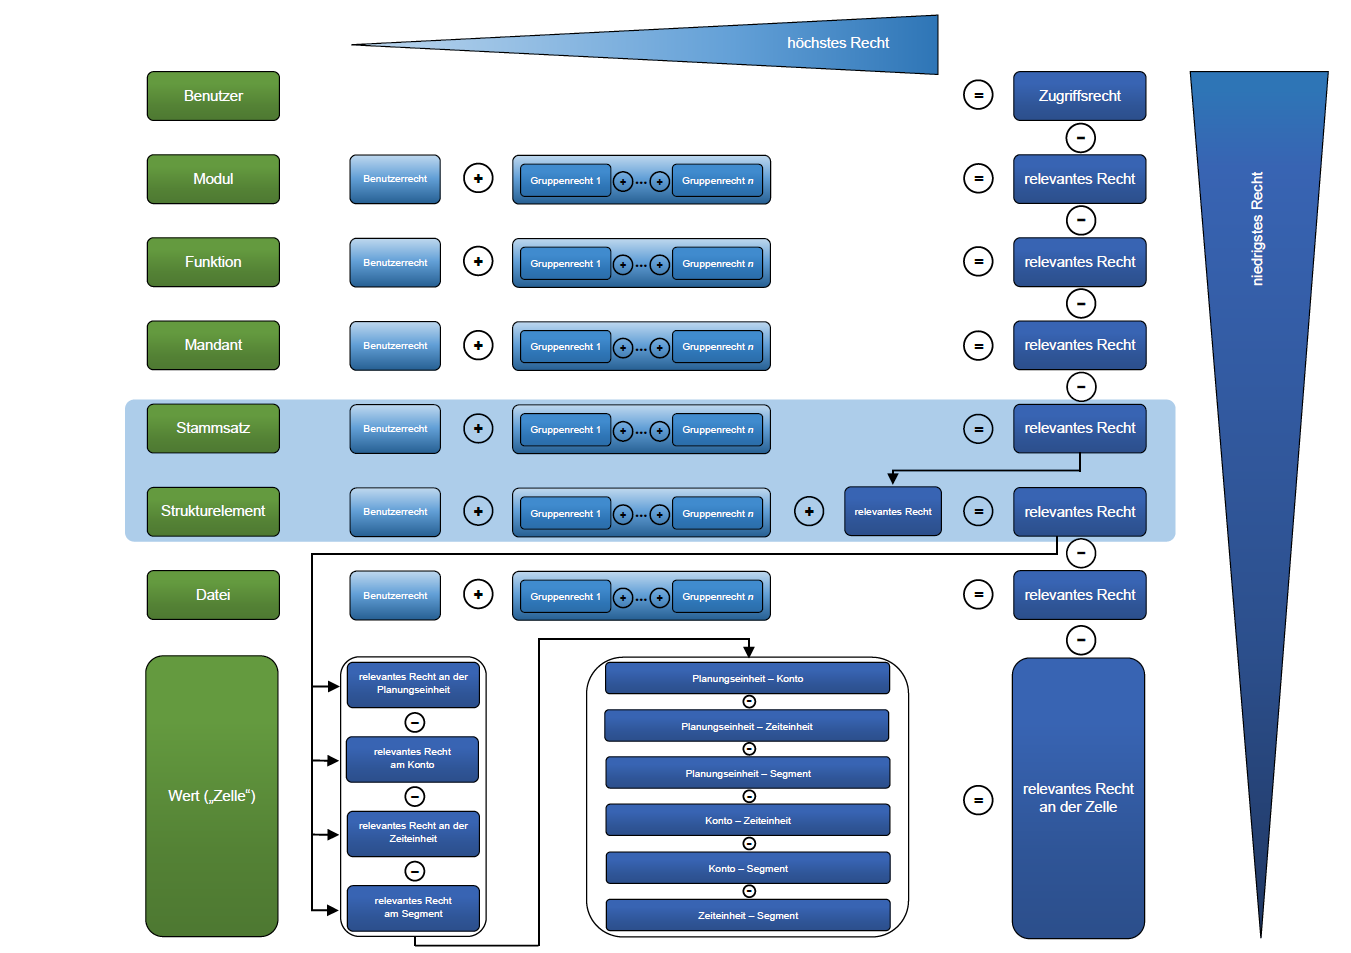 höchstes Recht
Benutzer
=
Zugriffsrecht
−
Modul
Benutzerrecht
+
Gruppenrecht 1
+
...
+
Gruppenrecht n
=
relevantes Recht
−
Funktion
Benutzerrecht
+
Gruppenrecht 1
+
...
+
Gruppenrecht n
=
relevantes Recht
−
Mandant
Benutzerrecht
+
Gruppenrecht 1
+
...
+
Gruppenrecht n
=
relevantes Recht
−
Stammsatz
Benutzerrecht
+
Gruppenrecht 1
+
...
+
Gruppenrecht n
=
relevantes Recht
Strukturelement
Benutzerrecht
+
Gruppenrecht 1
+
...
+
Gruppenrecht n
+
relevantes Recht
=
relevantes Recht
−
Datei
Benutzerrecht
+
Gruppenrecht 1
+
...
+
Gruppenrecht n
=
relevantes Recht
−
Wert („Zelle“)
relevantes Recht an der
Planungseinheit
−
relevantes Recht
am Konto
−
relevantes Recht an der
Zeiteinheit
−
relevantes Recht
am Segment
Planungseinheit – Konto
−
Planungseinheit – Zeiteinheit
−
Planungseinheit – Segment
−
Konto – Zeiteinheit
−
Konto – Segment
−
Zeiteinheit – Segment
=
relevantes Recht
an der Zelle
niedrigstes Recht